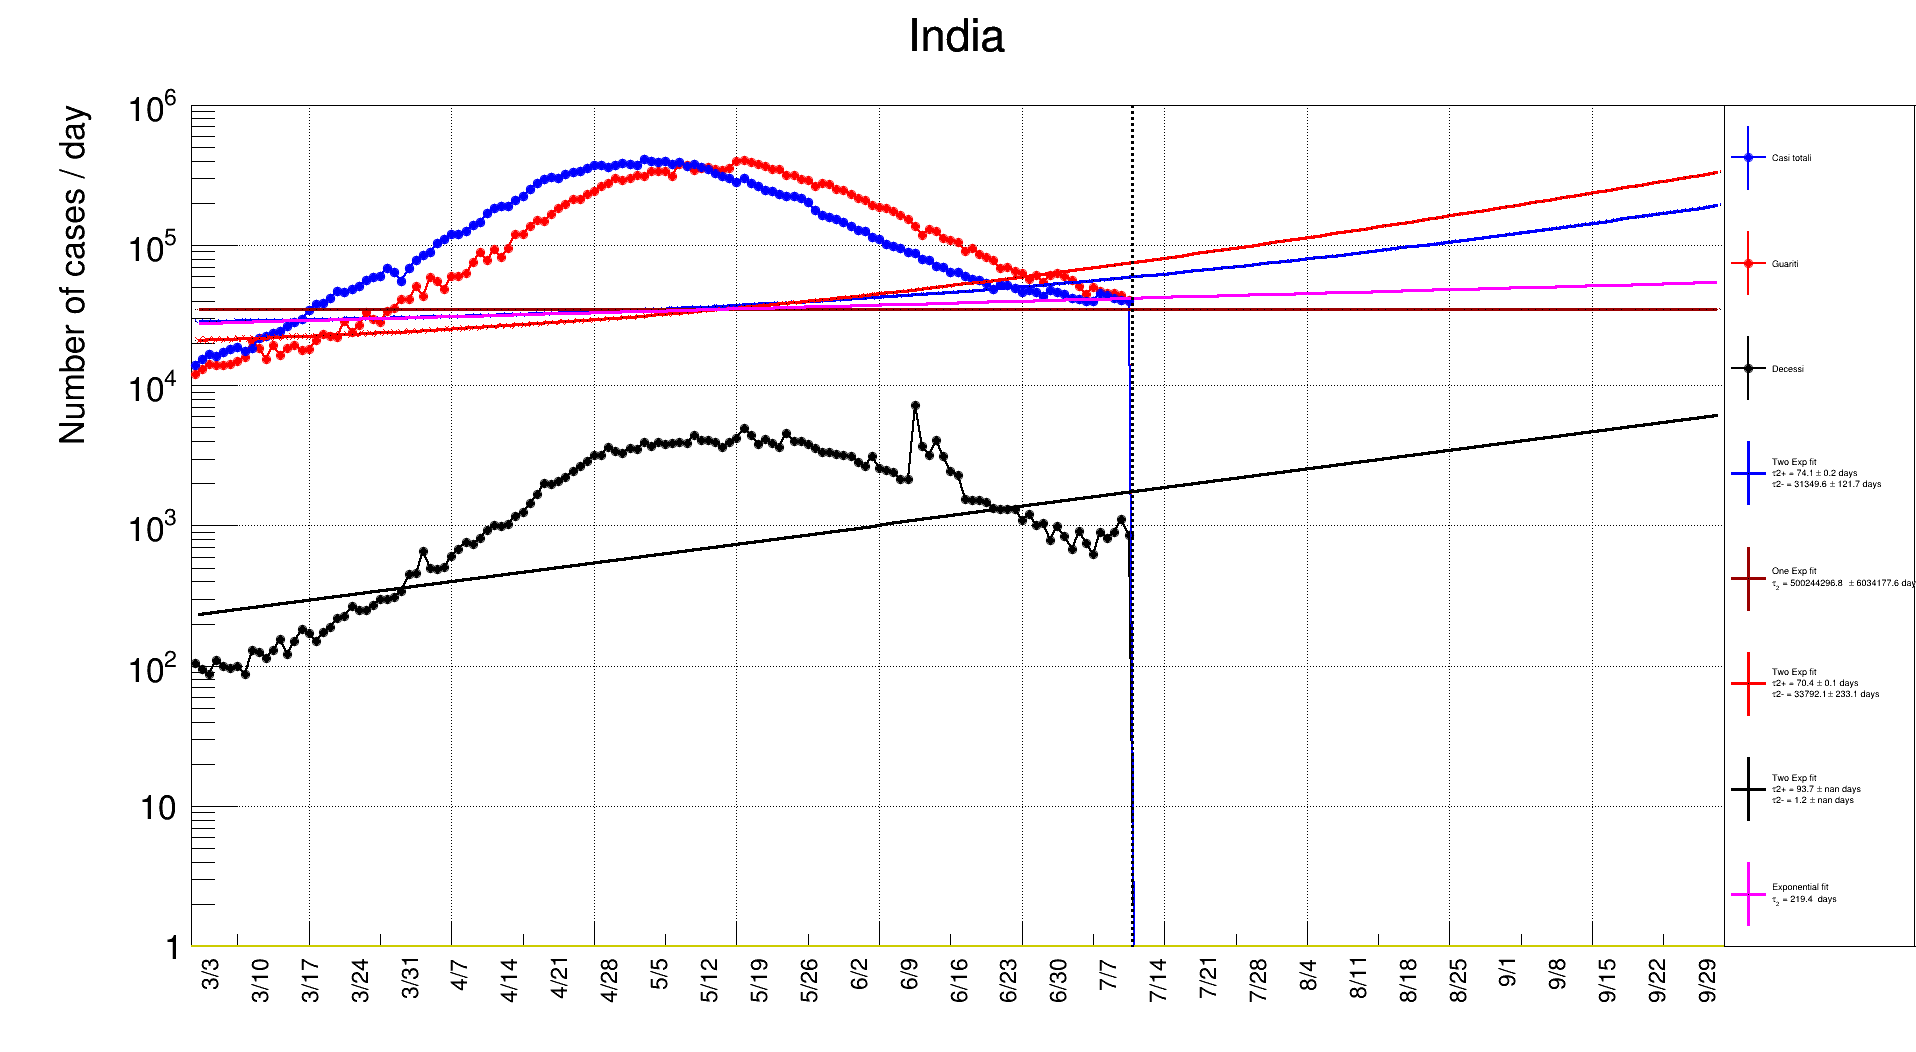 India
Number of cases / day
10^6
10^5
10^4
10^3
10^2
10
1
3/3
3/10
3/17
3/24
3/31
4/7
4/14
4/21
4/28
5/5
5/12
5/19
5/26
6/2
6/9
6/16
6/23
6/30
7/7
7/14
7/21
7/28
8/4
8/11
8/18
8/25
9/1
9/8
9/15
9/22
9/29
Casi totali
Guariti
Decessi
Two Exp fit
τ2+ = 74.1 ± 0.2 days
τ2- = 31349.6 ± 121.7 days
One Exp fit
τ₂ = 500244296.8 ± 6034177.6 day
Two Exp fit
τ2+ = 70.4 ± 0.1 days
τ2- = 33792.1 ± 233.1 days
Two Exp fit
τ2+ = 93.7 ± nan days
τ2- = 1.2 ± nan days
Exponential fit
τ₂ = 219.4 days